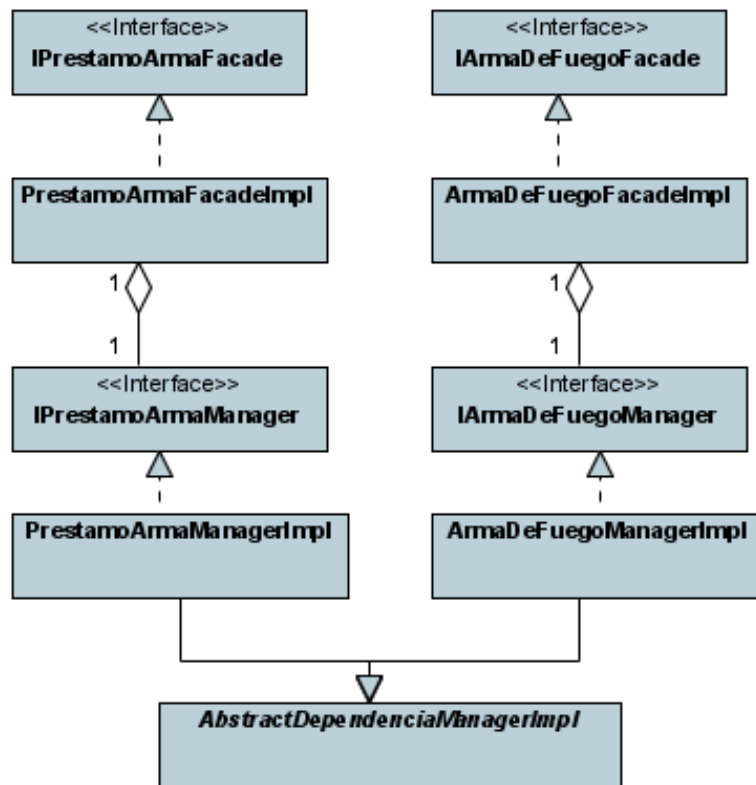 <<Interface>>
IPrestamoArmaFacade
<<Interface>>
IArmaDeFuegoFacade
PrestamoArmaFacadeImpl
ArmaDeFuegoFacadeImpl
1
1
1
1
<<Interface>>
IPrestamoArmaManager
<<Interface>>
IArmaDeFuegoManager
PrestamoArmaManagerImpl
ArmaDeFuegoManagerImpl
AbstractDependenciaManagerImpl